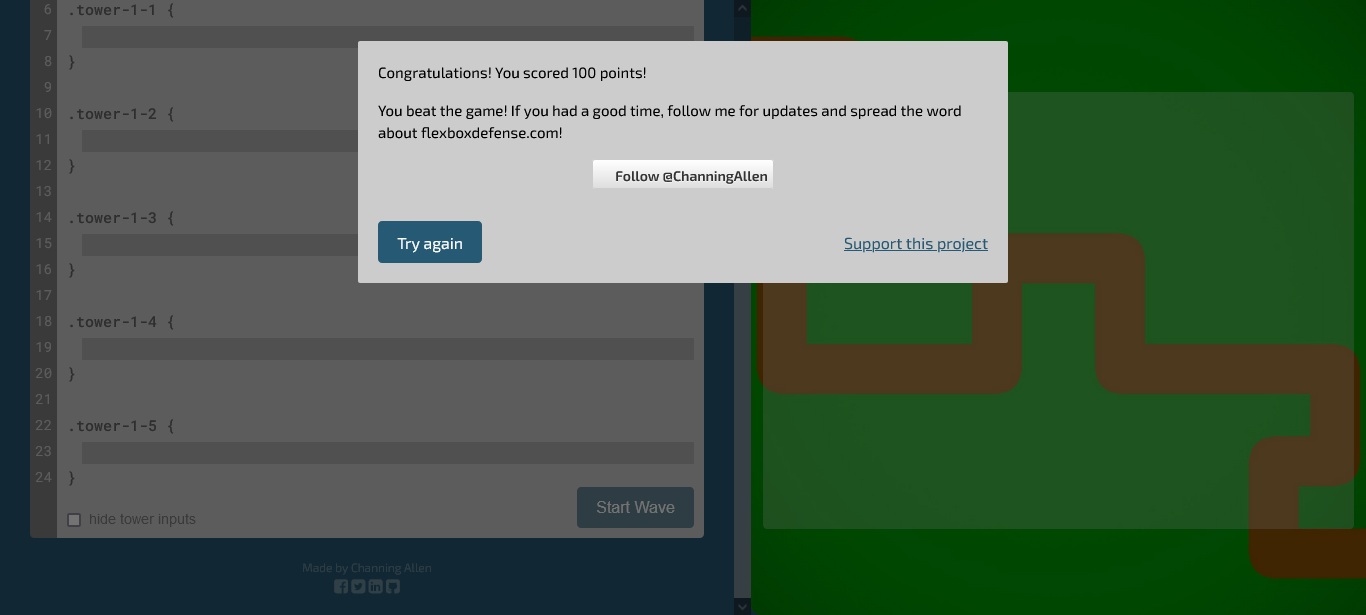 6 .tower-1-1 {
7
8 }
9
10 .tower-1-2 {
11
12 }
13
14 .tower-1-3 {
15
16 }
17
18 .tower-1-4 {
19
20 }
21
22 .tower-1-5 {
23
24 }
hide tower inputs
Start Wave
Made by Channing Allen
Congratulations! You scored 100 points!
You beat the game! If you had a good time, follow me for updates and spread the word
about flexboxdefense.com!
Follow @ChanningAllen
Try again
Support this project